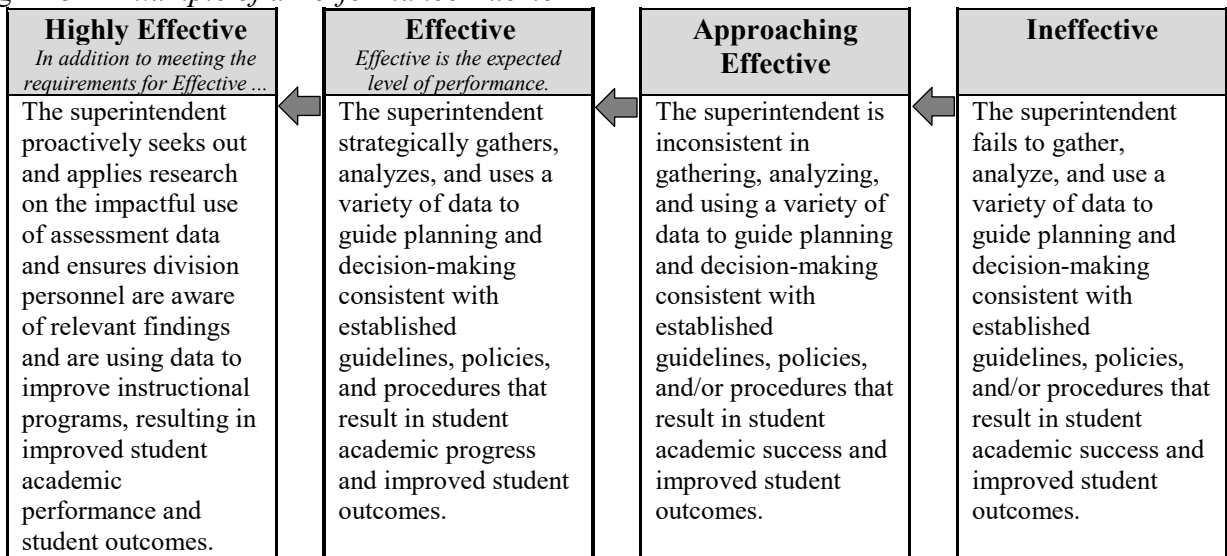 Highly Effective
In addition to meeting the
requirements for Effective …
The superintendent
proactively seeks out
and applies research
on the impactful use
of assessment data
and ensures division
personnel are aware
of relevant findings
and are using data to
improve instructional
programs, resulting in
improved student
academic
performance and
student outcomes.
Effective
Effective is the expected
level of performance.
The superintendent
strategically gathers,
analyzes, and uses a
variety of data to
guide planning and
decision-making
consistent with
established
guidelines, policies,
and procedures that
result in student
academic progress
and improved student
outcomes.
Approaching
Effective
The superintendent is
inconsistent in
gathering, analyzing,
and using a variety of
data to guide planning
and decision-making
consistent with
established
guidelines, policies,
and/or procedures that
result in student
academic success and
improved student
outcomes.
Ineffective
The superintendent
fails to gather,
analyze, and use a
variety of data to
guide planning and
decision-making
consistent with
established
guidelines, policies,
and/or procedures that
result in student
academic success and
improved student
outcomes.